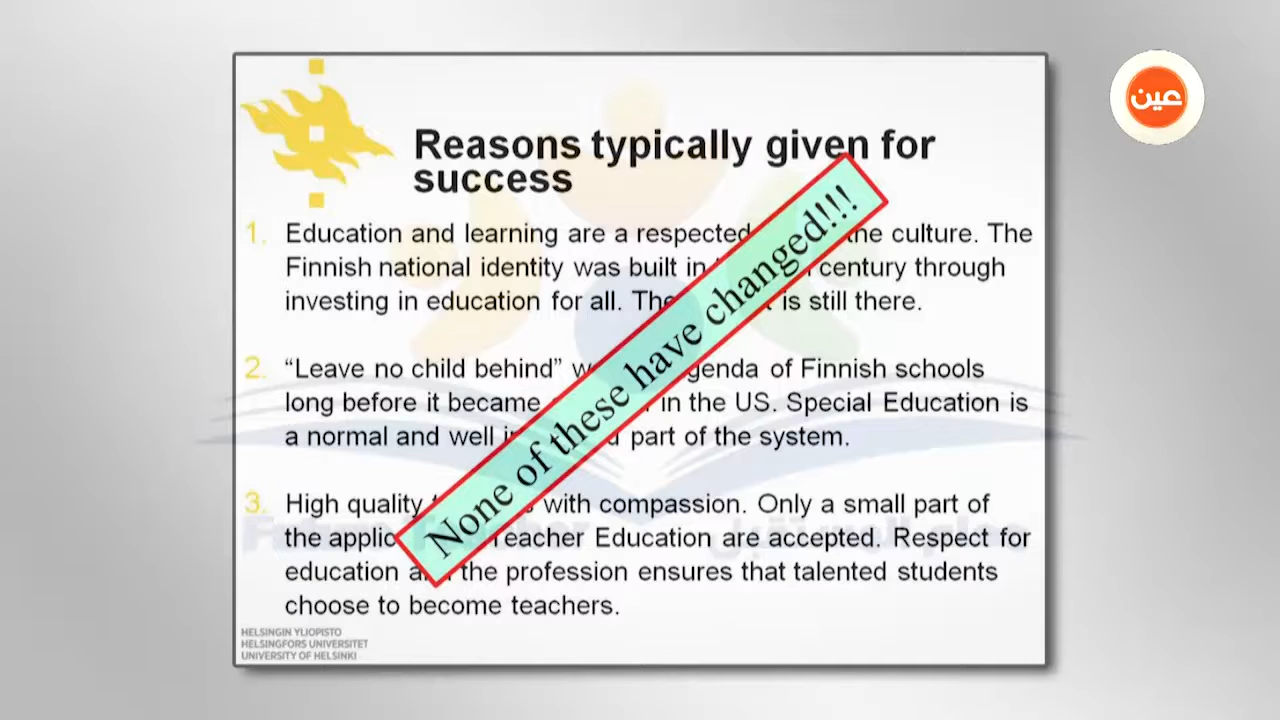 عين
Reasons typically given for
success
1. Education and learning are a respected the culture. The
Finnish national identity was built in century through
investing in education for all. The is still there.
2. “Leave no child behind” genda of Finnish schools
long before it became in the US. Special Education is
a normal and well part of the system.
3. High quality with compassion. Only a small part of
the applic Teacher Education are accepted. Respect for
education the profession ensures that talented students
choose to become teachers.
None of these have changed!!!
Future Teacher معلم المستقبل
HELSINGIN YLIOPISTO
HELSINGFORS UNIVERSITET
UNIVERSITY OF HELSINKI